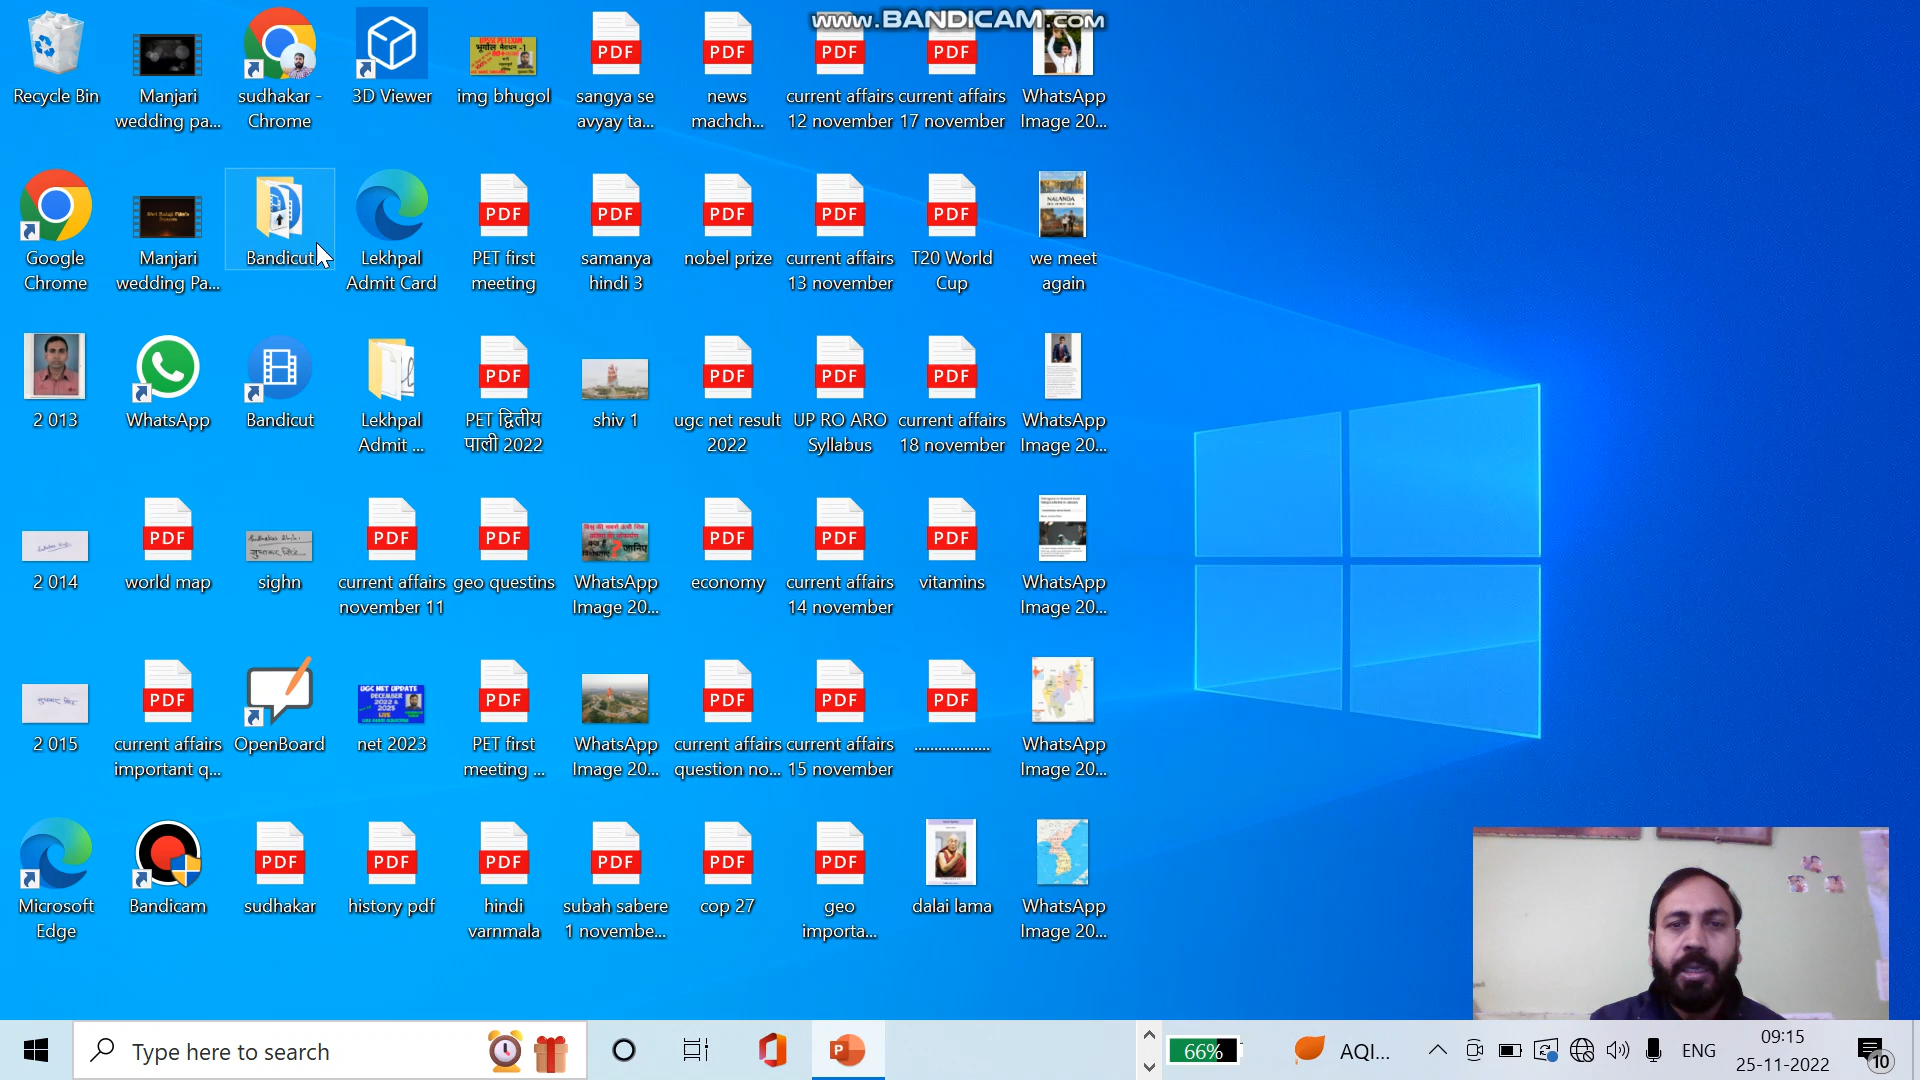 www.BANDICAM.com
Recycle Bin
Manjari
wedding pa...
sudhakar -
Chrome
3D Viewer
img bhugol
sangya se
avyay ta...
news
machch...
current affairs
12 november
current affairs
17 november
WhatsApp
Image 20...
Google
Chrome
Manjari
wedding Pa...
Bandicut
Lekhpal
Admit Card
PET first
meeting
samanya
hindi 3
nobel prize
current affairs
13 november
T20 World
Cup
we meet
again
2 013
WhatsApp
Bandicut
Lekhpal
Admit ...
PET द्वितीय
पाली 2022
shiv 1
ugc net result
2022
UP RO ARO
Syllabus
current affairs
18 november
WhatsApp
Image 20...
2 014
world map
sighn
current affairs
november 11
geo questins
WhatsApp
Image 20...
economy
current affairs
14 november
vitamins
WhatsApp
Image 20...
2 015
current affairs
important q...
OpenBoard
net 2023
PET first
meeting ...
WhatsApp
Image 20...
current affairs
question no...
current affairs
15 november
....................
WhatsApp
Image 20...
Microsoft
Edge
Bandicam
sudhakar
history pdf
hindi
varnmala
subah sabere
1 novembe...
cop 27
geo
importa...
dalai lama
WhatsApp
Image 20...
Type here to search
66%
AQI...
ENG
09:15
25-11-2022
10